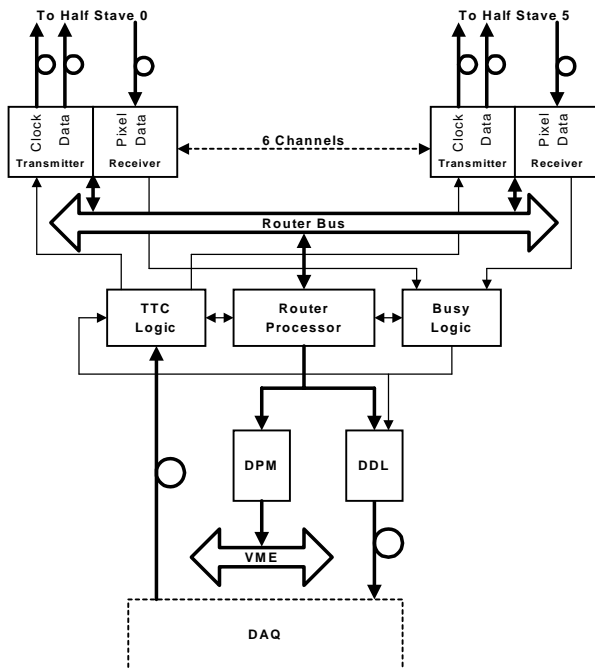 To Half Stave 0
To Half Stave 5
Clock
Data
Pixel
Data
Transmitter
Receiver
6 Channels
Clock
Data
Pixel
Data
Transmitter
Receiver
Router Bus
TTC
Logic
Router
Processor
Busy
Logic
DPM
DDL
VME
DAQ